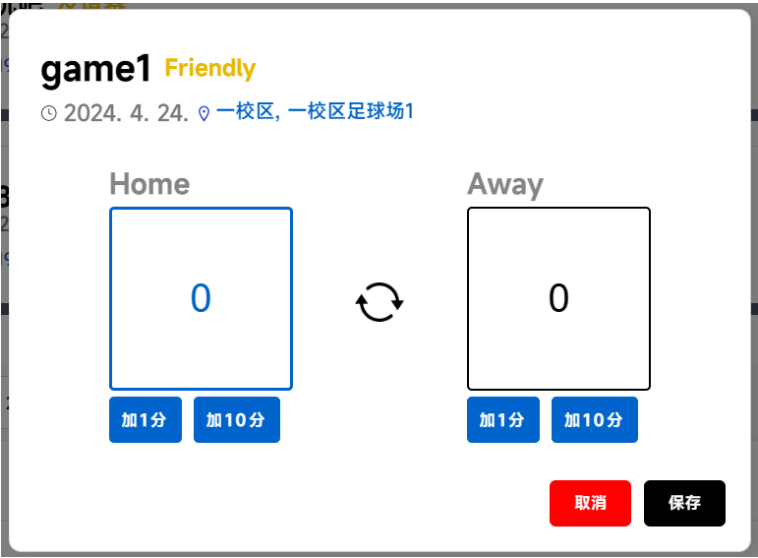 game1 Friendly
2024. 4. 24. 一校区, 一校区足球场1
Home Away
0 0
加1分 加10分 加1分 加10分
取消 保存